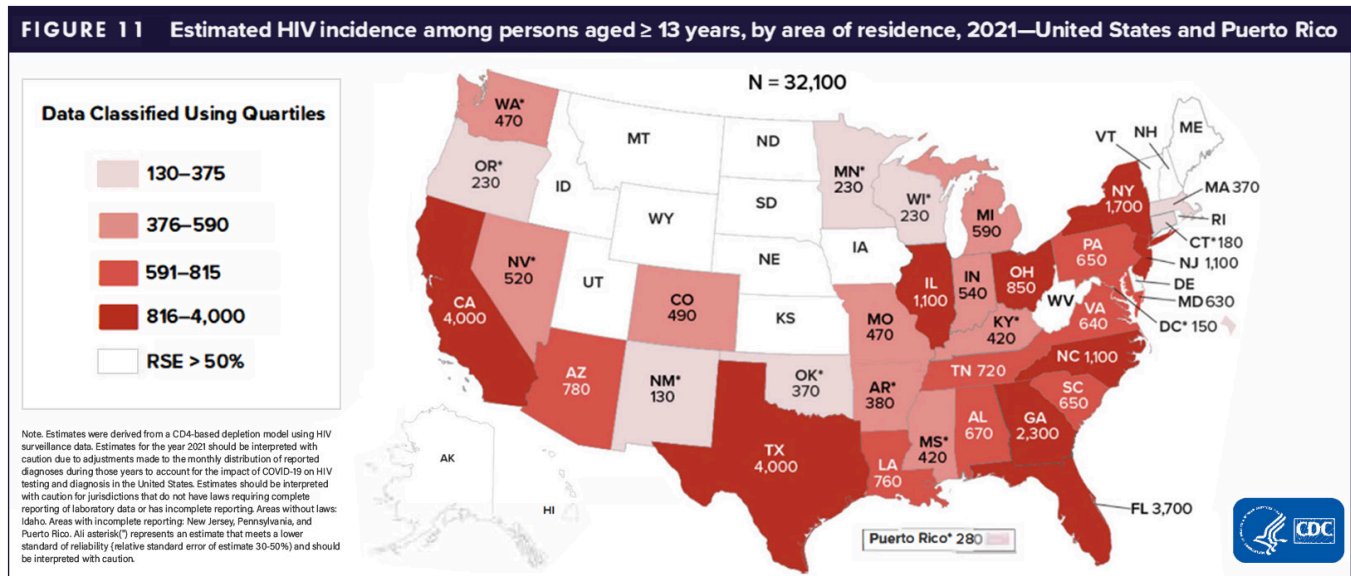 FIGURE 11 Estimated HIV incidence among persons aged ≥ 13 years, by area of residence, 2021—United States and Puerto Rico
N = 32,100
Data Classified Using Quartiles
130–375
376–590
591–815
816–4,000
RSE > 50%
Note. Estimates were derived from a CD4-based depletion model using HIV
surveillance data. Estimates for the year 2021 should be interpreted with
caution due to adjustments made to the monthly distribution of reported
diagnoses during those years to account for the impact of COVID-19 on HIV
testing and diagnosis in the United States. Estimates should be interpreted
with caution for jurisdictions that do not have laws requiring complete
reporting of laboratory data or has incomplete reporting. Areas without laws:
Idaho. Areas with incomplete reporting: New Jersey, Pennsylvania, and
Puerto Rico. Ali asterisk(*) represents an estimate that meets a lower
standard of reliability {relative standard error of estimate 30-50%) and should
be interpreted with caution.
WA*
470
OR*
230
ID
MT
ND
MN*
230
WI*
230
MI
590
VT
NH
ME
NY
1,700
MA 370
RI
CT* 180
NJ 1,100
DE
MD 630
DC* 150
PA
650
WY
SD
IA
NE
NV*
520
UT
CA
4,000
CO
490
KS
MO
470
IL
1,100
IN
540
OH
850
WV
VA
640
KY*
420
AZ
780
NM*
130
OK*
370
AR*
380
TN 720
NC 1,100
SC
650
TX
4,000
LA
760
MS*
420
AL
670
GA
2,300
FL 3,700
AK
HI
Puerto Rico* 280
CDC